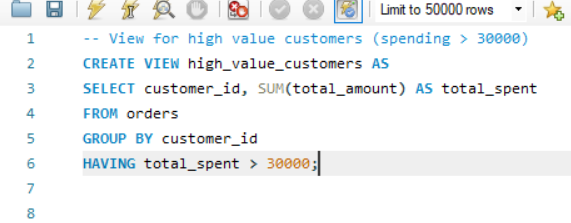 Limit to 50000 rows
1 -- View for high value customers (spending > 30000)
2 CREATE VIEW high_value_customers AS
3 SELECT customer_id, SUM(total_amount) AS total_spent
4 FROM orders
5 GROUP BY customer_id
6 HAVING total_spent > 30000;
7
8